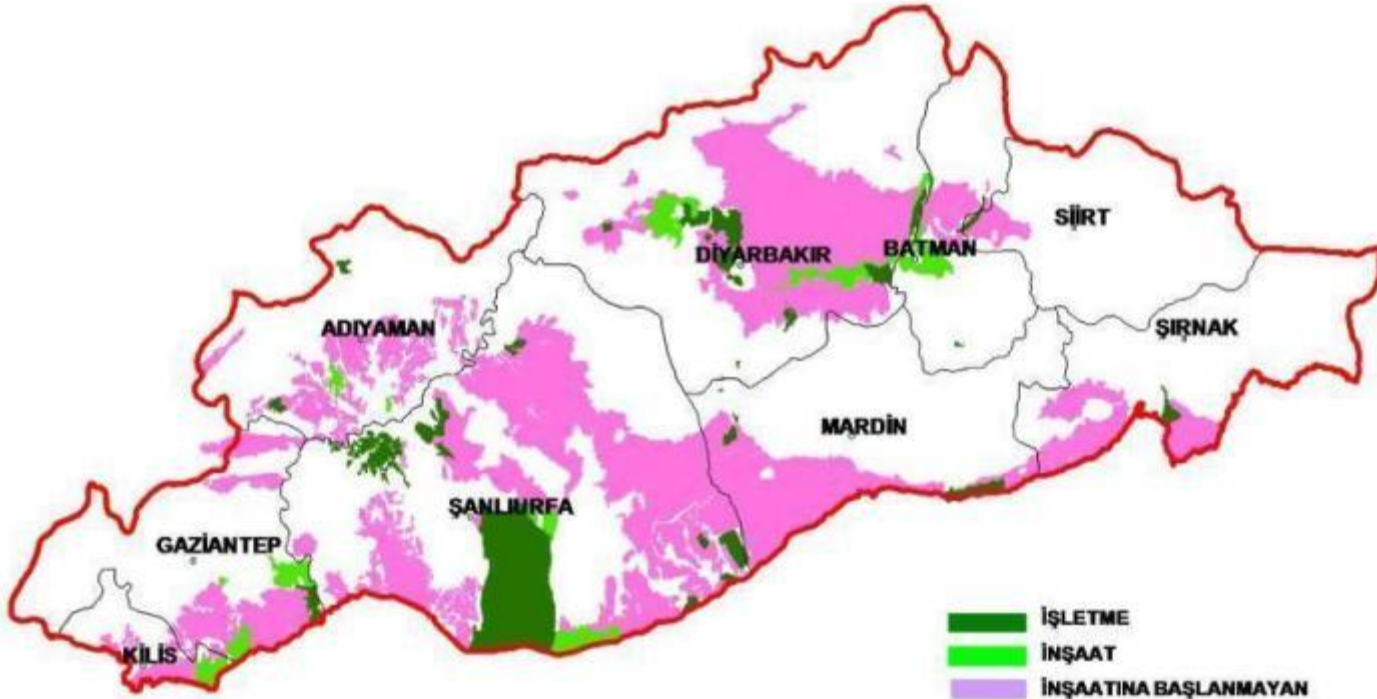 SİİRT
DİYARBAKIR
BATMAN
ADIYAMAN
ŞIRNAK
MARDİN
ŞANLIURFA
GAZİANTEP
KİLİS
İŞLETME
İNŞAAT
İNŞAATINA BAŞLANMAYAN